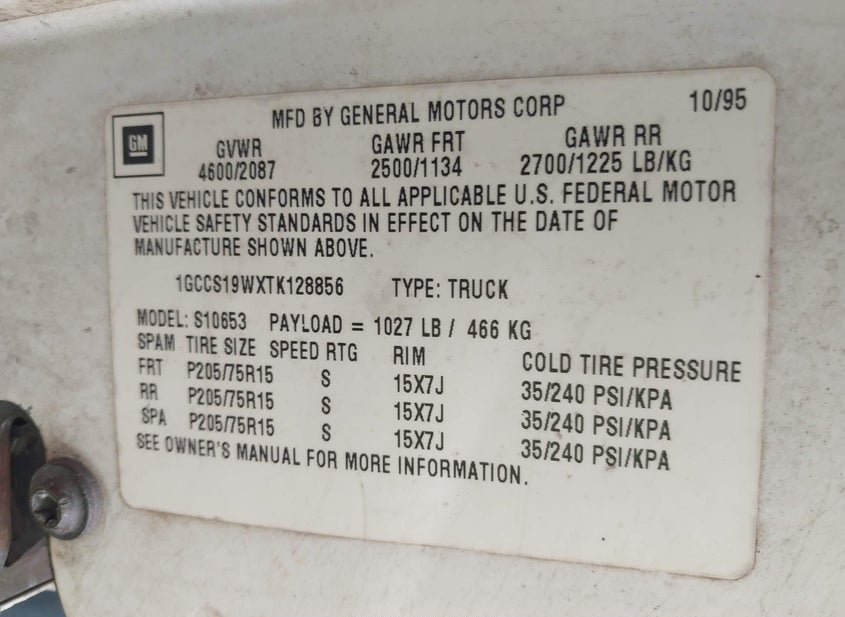 MFD BY GENERAL MOTORS CORP 10/95
GM
GVWR GAWR FRT GAWR RR
4600/2087 2500/1134 2700/1225 LB/KG
THIS VEHICLE CONFORMS TO ALL APPLICABLE U.S. FEDERAL MOTOR
VEHICLE SAFETY STANDARDS IN EFFECT ON THE DATE OF
MANUFACTURE SHOWN ABOVE.
1GCCS19WXTK128856 TYPE: TRUCK
MODEL: S10653 PAYLOAD = 1027 LB / 466 KG
SPAM TIRE SIZE SPEED RTG RIM COLD TIRE PRESSURE
FRT P205/75R15 S 15X7J 35/240 PSI/KPA
RR P205/75R15 S 15X7J 35/240 PSI/KPA
SPA P205/75R15 S 15X7J 35/240 PSI/KPA
SEE OWNER'S MANUAL FOR MORE INFORMATION.